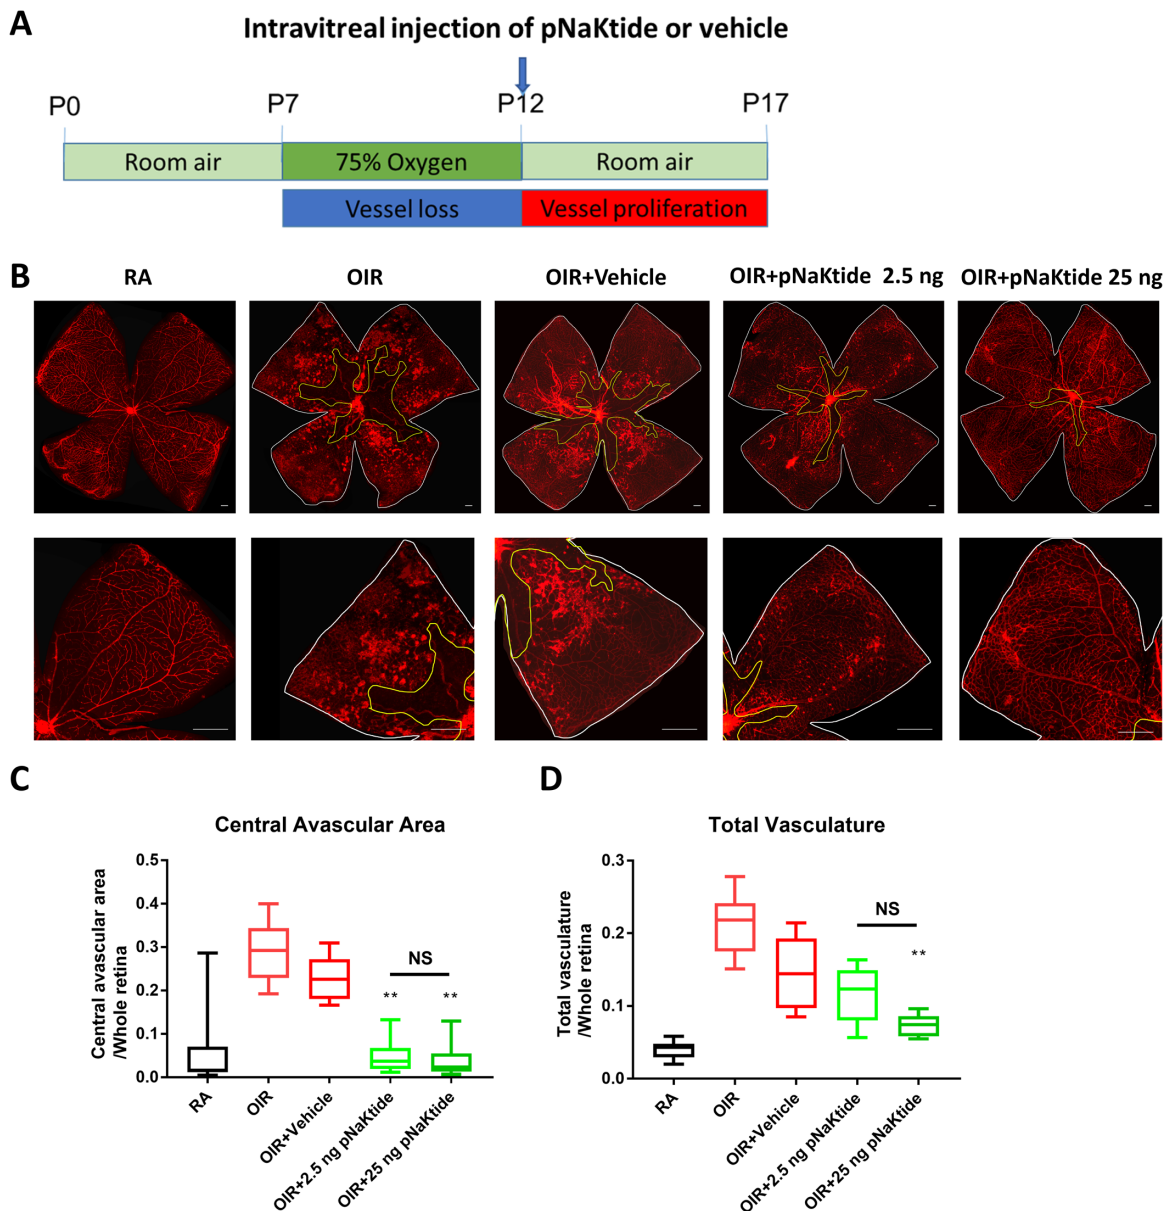 A
Intravitreal injection of pNaKtide or vehicle
P0 P7 P12 P17
Room air 75% Oxygen Room air
Vessel loss Vessel proliferation
B
RA OIR OIR+Vehicle OIR+pNaKtide 2.5 ng OIR+pNaKtide 25 ng
C
Central Avascular Area
Central avascular area
/Whole retina
0.5
0.4
0.3
0.2
0.1
0.0
NS
** **
RA
OIR
OIR+Vehicle
OIR+2.5 ng pNaKtide
OIR+25 ng pNaKtide
D
Total Vasculature
Total vasculature
/Whole retina
0.3
0.2
0.1
0.0
NS
**
RA
OIR
OIR+Vehicle
OIR+2.5 ng pNaKtide
OIR+25 ng pNaKtide